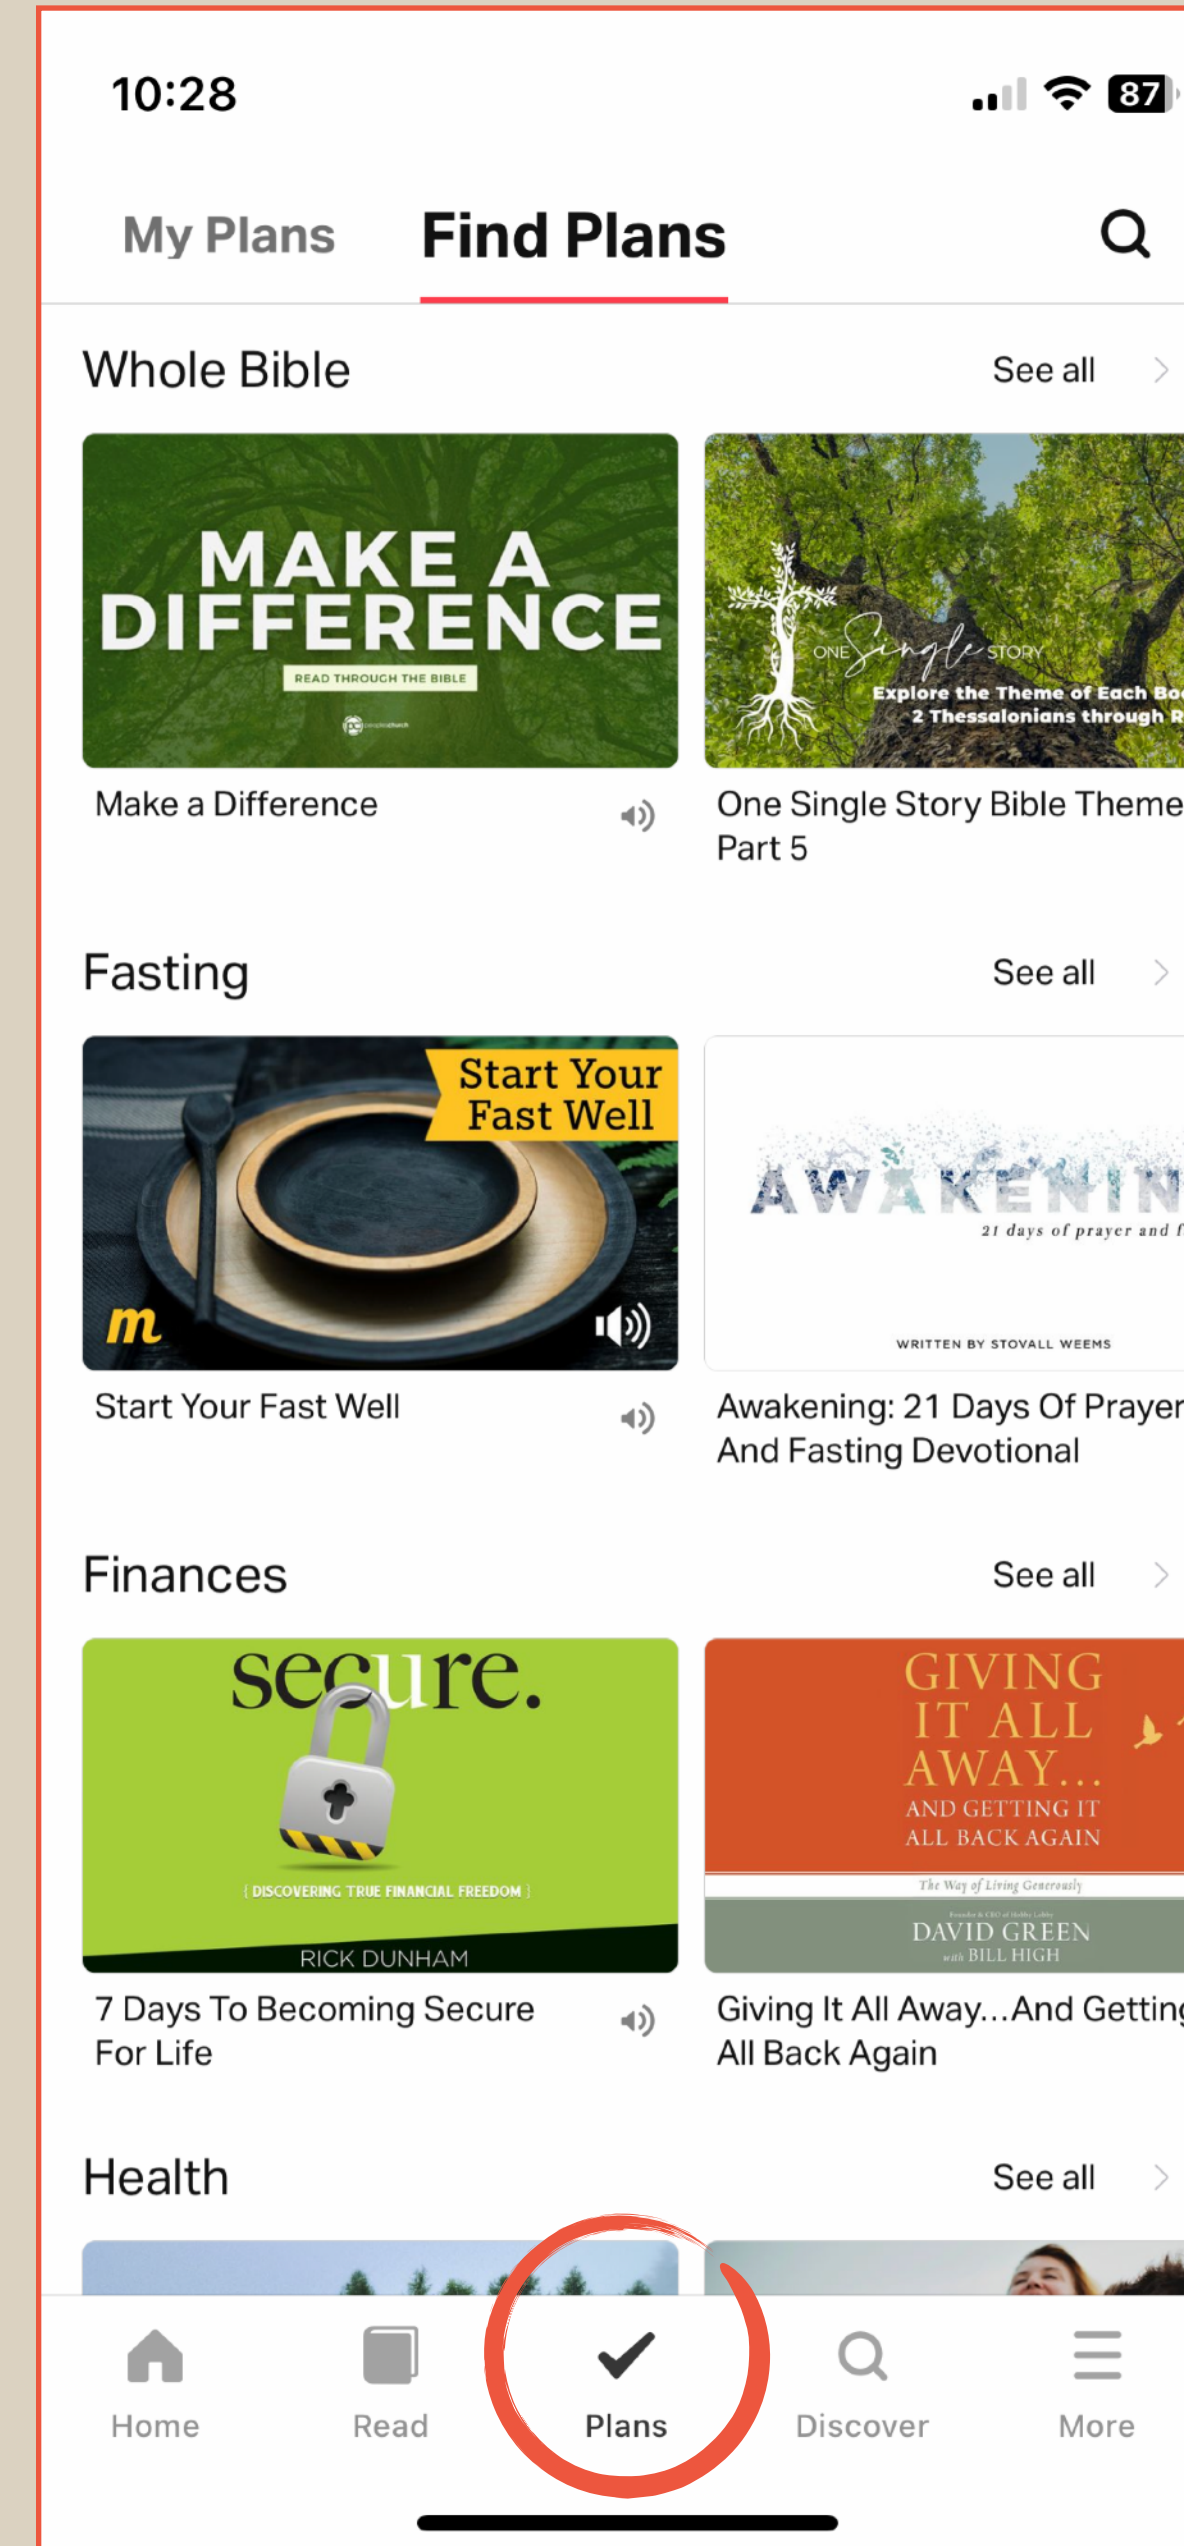 10:28
87
My Plans
Find Plans
Whole Bible
See all
MAKE A
DIFFERENCE
READ THROUGH THE BIBLE
peopleschurch
ONE Single STORY
Explore the Theme of Each
2 Thessalonians through
Make a Difference
One Single Story Bible Theme
Part 5
Fasting
See all
Start Your
Fast Well
m
AWAKENIN
21 days of prayer and f
WRITTEN BY STOVALL WEEMS
Start Your Fast Well
Awakening: 21 Days Of Prayer
And Fasting Devotional
Finances
See all
secure.
{ DISCOVERING TRUE FINANCIAL FREEDOM }
RICK DUNHAM
GIVING
IT ALL
AWAY...
AND GETTING IT
ALL BACK AGAIN
The Way of Living Generously
Founder & CEO of Hobby Lobby
DAVID GREEN
with BILL HIGH
7 Days To Becoming Secure
For Life
Giving It All Away...And Getting
All Back Again
Health
See all
Home
Read
Plans
Discover
More